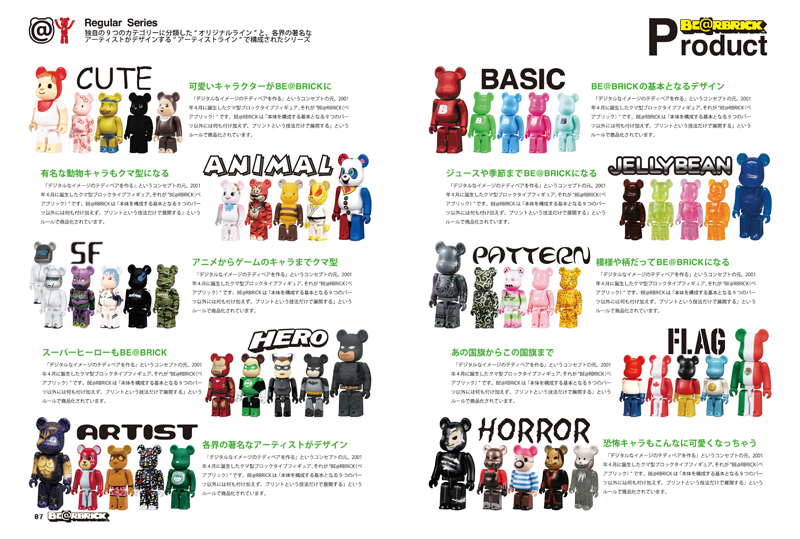 Regular Series
独自の9つのカテゴリーに分類した"オリジナルライン"と、各界の著名な
アーティストがデザインする"アーティストライン"で構成されたシリーズ
CUTE
可愛いキャラクターがBE@BRICKに
「デジタルなイメージのテディベアを作る」というコンセプトの元、2001
年4月に誕生したクマ型ブロックタイプフィギュア。それが"BE@RBRICK(ベ
アブリック)"です。BE@RBRICKは「本体を構成する基本となる9つのパー
ツ以外には何も付け加えず、プリントという技法だけで展開する」という
ルールで商品化されています。
有名な動物キャラもクマ型になる
ANIMAL
「デジタルなイメージのテディベアを作る」というコンセプトの元、2001
年4月に誕生したクマ型ブロックタイプフィギュア。それが"BE@RBRICK(ベ
アブリック)"です。BE@RBRICKは「本体を構成する基本となる9つのパー
ツ以外には何も付け加えず、プリントという技法だけで展開する」という
ルールで商品化されています。
SF
アニメからゲームのキャラまでクマ型
「デジタルなイメージのテディベアを作る」というコンセプトの元、2001
年4月に誕生したクマ型ブロックタイプフィギュア。それが"BE@RBRICK(ベ
アブリック)"です。BE@RBRICKは「本体を構成する基本となる9つのパー
ツ以外には何も付け加えず、プリントという技法だけで展開する」という
ルールで商品化されています。
スーパーヒーローもBE@BRICK
HERO
「デジタルなイメージのテディベアを作る」というコンセプトの元、2001
年4月に誕生したクマ型ブロックタイプフィギュア。それが"BE@RBRICK(ベ
アブリック)"です。BE@RBRICKは「本体を構成する基本となる9つのパー
ツ以外には何も付け加えず、プリントという技法だけで展開する」という
ルールで商品化されています。
ARTIST
各界の著名なアーティストがデザイン
「デジタルなイメージのテディベアを作る」というコンセプトの元、2001
年4月に誕生したクマ型ブロックタイプフィギュア。それが"BE@RBRICK(ベ
アブリック)"です。BE@RBRICKは「本体を構成する基本となる9つのパー
ツ以外には何も付け加えず、プリントという技法だけで展開する」という
ルールで商品化されています。
07 BE@RBRICK
BE@RBRICK
Product
BASIC
BE@BRICKの基本となるデザイン
「デジタルなイメージのテディベアを作る」というコンセプトの元、2001
年4月に誕生したクマ型ブロックタイプフィギュア。それが"BE@RBRICK(ベ
アブリック)"です。BE@RBRICKは「本体を構成する基本となる9つのパー
ツ以外には何も付け加えず、プリントという技法だけで展開する」という
ルールで商品化されています。
ジュースや季節までBE@BRICKになる
JELLYBEAN
「デジタルなイメージのテディベアを作る」というコンセプトの元、2001
年4月に誕生したクマ型ブロックタイプフィギュア。それが"BE@RBRICK(ベ
アブリック)"です。BE@RBRICKは「本体を構成する基本となる9つのパー
ツ以外には何も付け加えず、プリントという技法だけで展開する」という
ルールで商品化されています。
PATTERN
模様や柄だってBE@BRICKになる
「デジタルなイメージのテディベアを作る」というコンセプトの元、2001
年4月に誕生したクマ型ブロックタイプフィギュア。それが"BE@RBRICK(ベ
アブリック)"です。BE@RBRICKは「本体を構成する基本となる9つのパー
ツ以外には何も付け加えず、プリントという技法だけで展開する」という
ルールで商品化されています。
あの国旗からこの国旗まで
FLAG
「デジタルなイメージのテディベアを作る」というコンセプトの元、2001
年4月に誕生したクマ型ブロックタイプフィギュア。それが"BE@RBRICK(ベ
アブリック)"です。BE@RBRICKは「本体を構成する基本となる9つのパー
ツ以外には何も付け加えず、プリントという技法だけで展開する」という
ルールで商品化されています。
HORROR
恐怖キャラもこんなに可愛くなっちゃう
「デジタルなイメージのテディベアを作る」というコンセプトの元、2001
年4月に誕生したクマ型ブロックタイプフィギュア。それが"BE@RBRICK(ベ
アブリック)"です。BE@RBRICKは「本体を構成する基本となる9つのパー
ツ以外には何も付け加えず、プリントという技法だけで展開する」という
ルールで商品化されています。